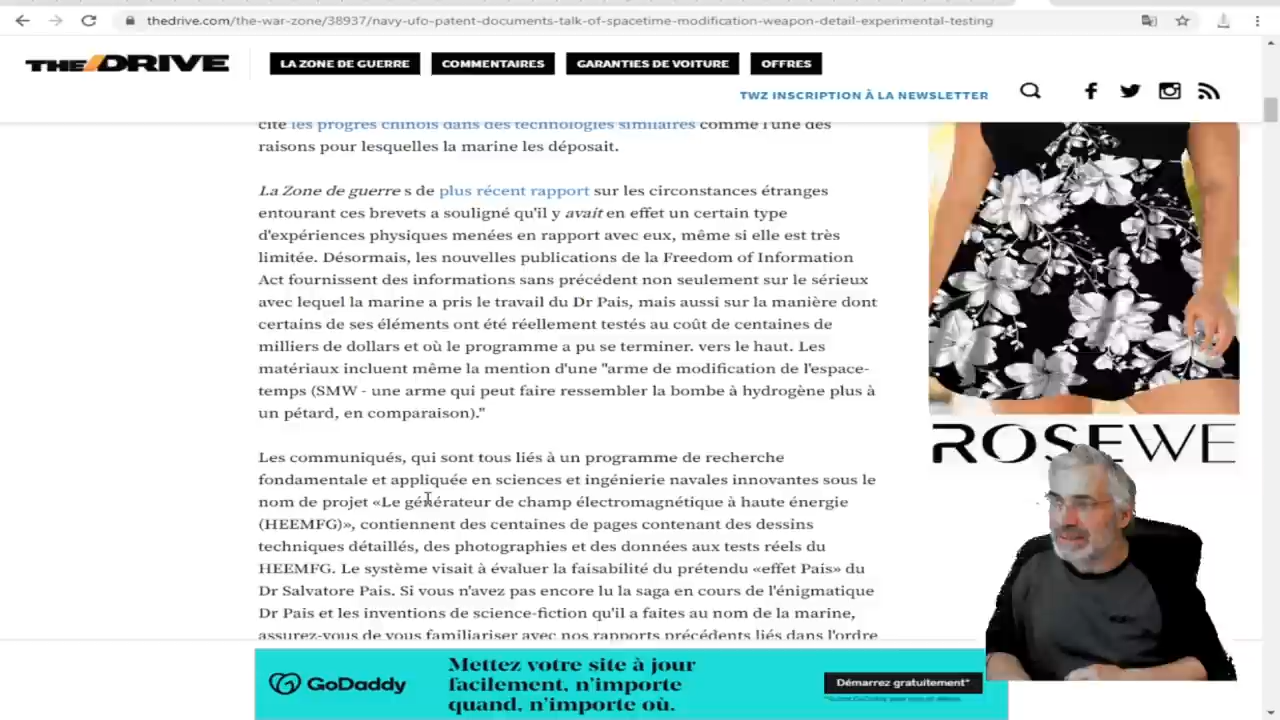 thedrive.com/the-war-zone/38937/navy-ufo-patent-documents-talk-of-spacetime-modification-weapon-detail-experimental-testing
THE DRIVE
LA ZONE DE GUERRE
COMMENTAIRES
GARANTIES DE VOITURE
OFFRES
TWZ INSCRIPTION À LA NEWSLETTER
cité les progrès chinois dans des technologies similaires comme l'une des
raisons pour lesquelles la marine les déposait.
La Zone de guerre s de plus récent rapport sur les circonstances étranges
entourant ces brevets a souligné qu'il y avait en effet un certain type
d'expériences physiques menées en rapport avec eux, même si elle est très
limitée. Désormais, les nouvelles publications de la Freedom of Information
Act fournissent des informations sans précédent non seulement sur le sérieux
avec lequel la marine a pris le travail du Dr Pais, mais aussi sur la manière dont
certains de ses éléments ont été réellement testés au coût de centaines de
milliers de dollars et où le programme a pu se terminer. vers le haut. Les
matériaux incluent même la mention d'une "arme de modification de l'espace-
temps (SMW - une arme qui peut faire ressembler la bombe à hydrogène plus à
un pétard, en comparaison)."
Les communiqués, qui sont tous liés à un programme de recherche
fondamentale et appliquée en sciences et ingénierie navales innovantes sous le
nom de projet «Le générateur de champ électromagnétique à haute énergie
(HEEMFG)», contiennent des centaines de pages contenant des dessins
techniques détaillés, des photographies et des données aux tests réels du
HEEMFG. Le système visait à évaluer la faisabilité du prétendu «effet Pais» du
Dr Salvatore Pais. Si vous n'avez pas encore lu la saga en cours de l'énigmatique
Dr Pais et les inventions de science-fiction qu'il a faites au nom de la marine,
assurez-vous de vous familiariser avec nos rapports précédents liés dans l'ordre
ROSEWE
GoDaddy
Mettez votre site à jour
facilement, n'importe
quand, n'importe où.
Démarrez gratuitement*